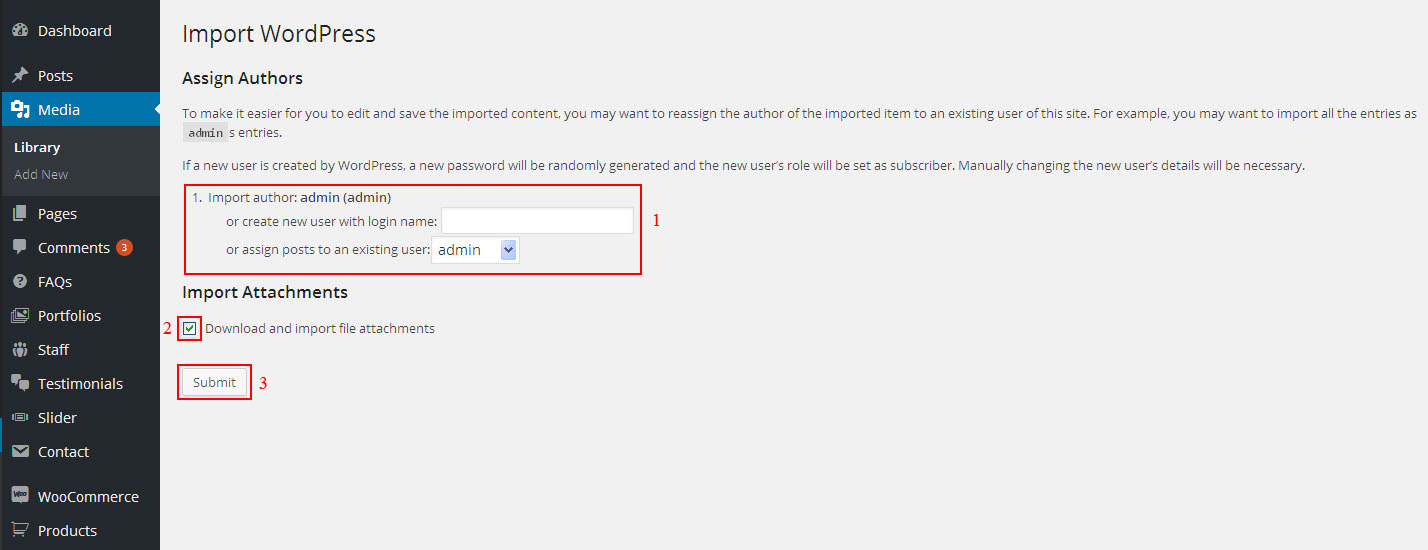 Dashboard
Posts
Media
Library
Add New
Pages
Comments 3
FAQs
Portfolios
Staff
Testimonials
Slider
Contact
WOO WooCommerce
Products
Import WordPress
Assign Authors
To make it easier for you to edit and save the imported content, you may want to reassign the author of the imported item to an existing user of this site. For example, you may want to import all the entries as
admin s entries.
If a new user is created by WordPress, a new password will be randomly generated and the new user's role will be set as subscriber. Manually changing the new user's details will be necessary.
1. Import author: admin (admin)
or create new user with login name:
1
or assign posts to an existing user: admin
Import Attachments
2 Download and import file attachments
Submit 3